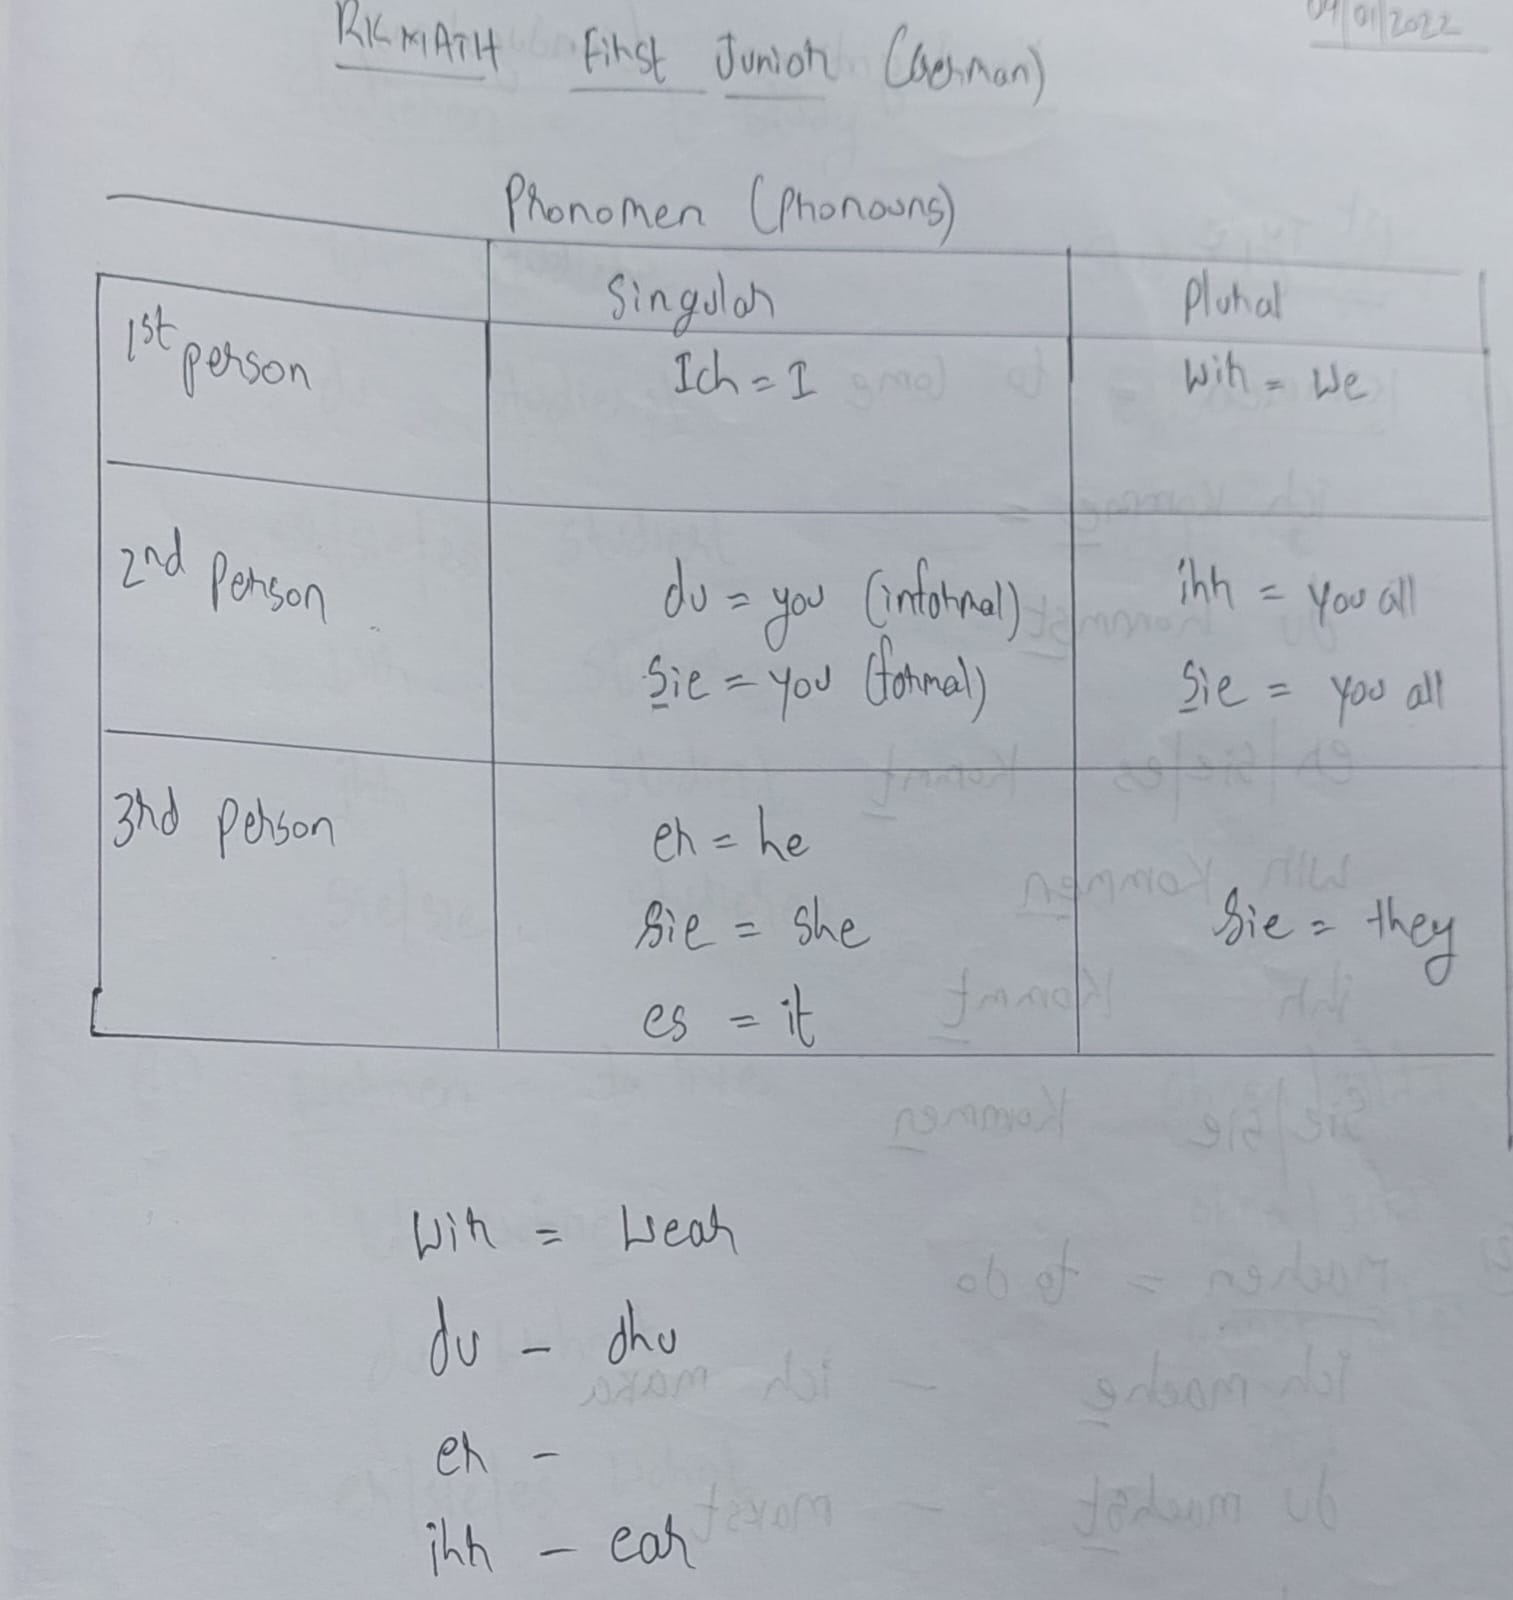 04/01/2022
RKMATH First Junior (German)
Pronomen (Pronouns)
Singular Plural
1st person Ich = I Wir = We
2nd Person du = you (informal) ihr = you all
Sie = you (formal) Sie = you all
3rd Person er = he
sie = she sie = they
es = it
Wir = Wear
du - dhu
er -
ihr - ear